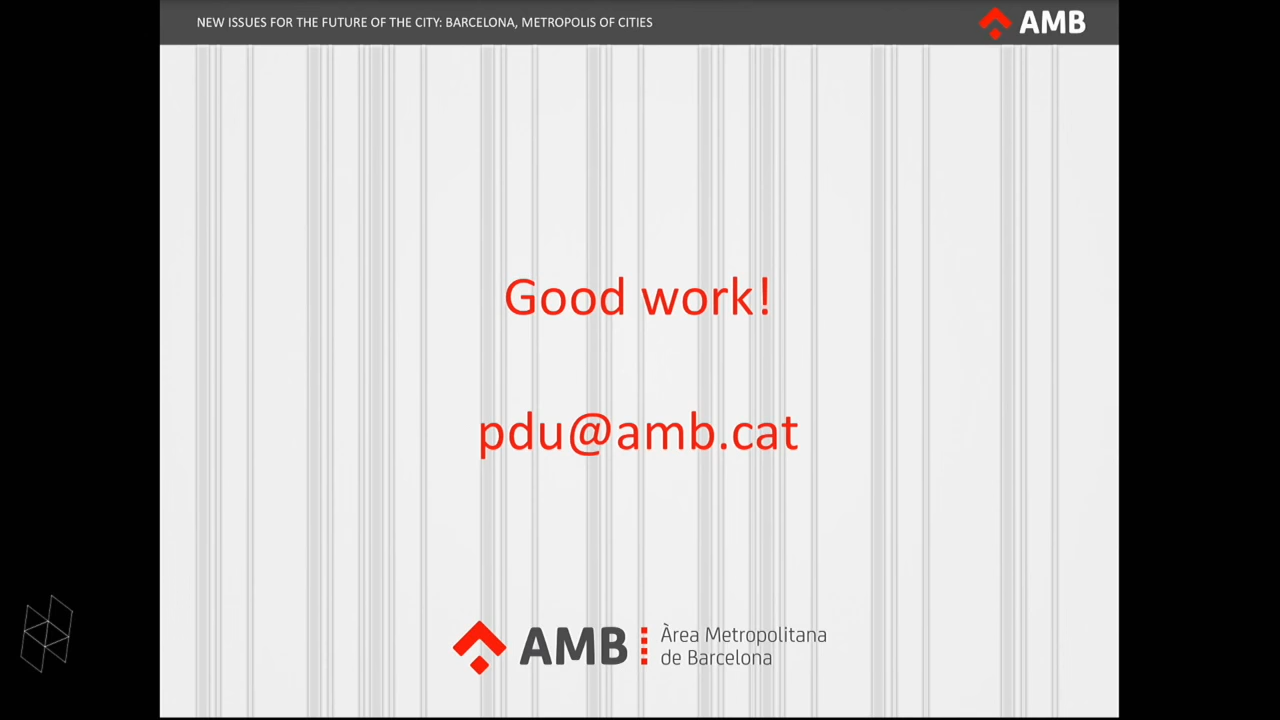 NEW ISSUES FOR THE FUTURE OF THE CITY: BARCELONA, METROPOLIS OF CITIES
AMB
Good work!
pdu@amb.cat
AMB
Àrea Metropolitana
de Barcelona